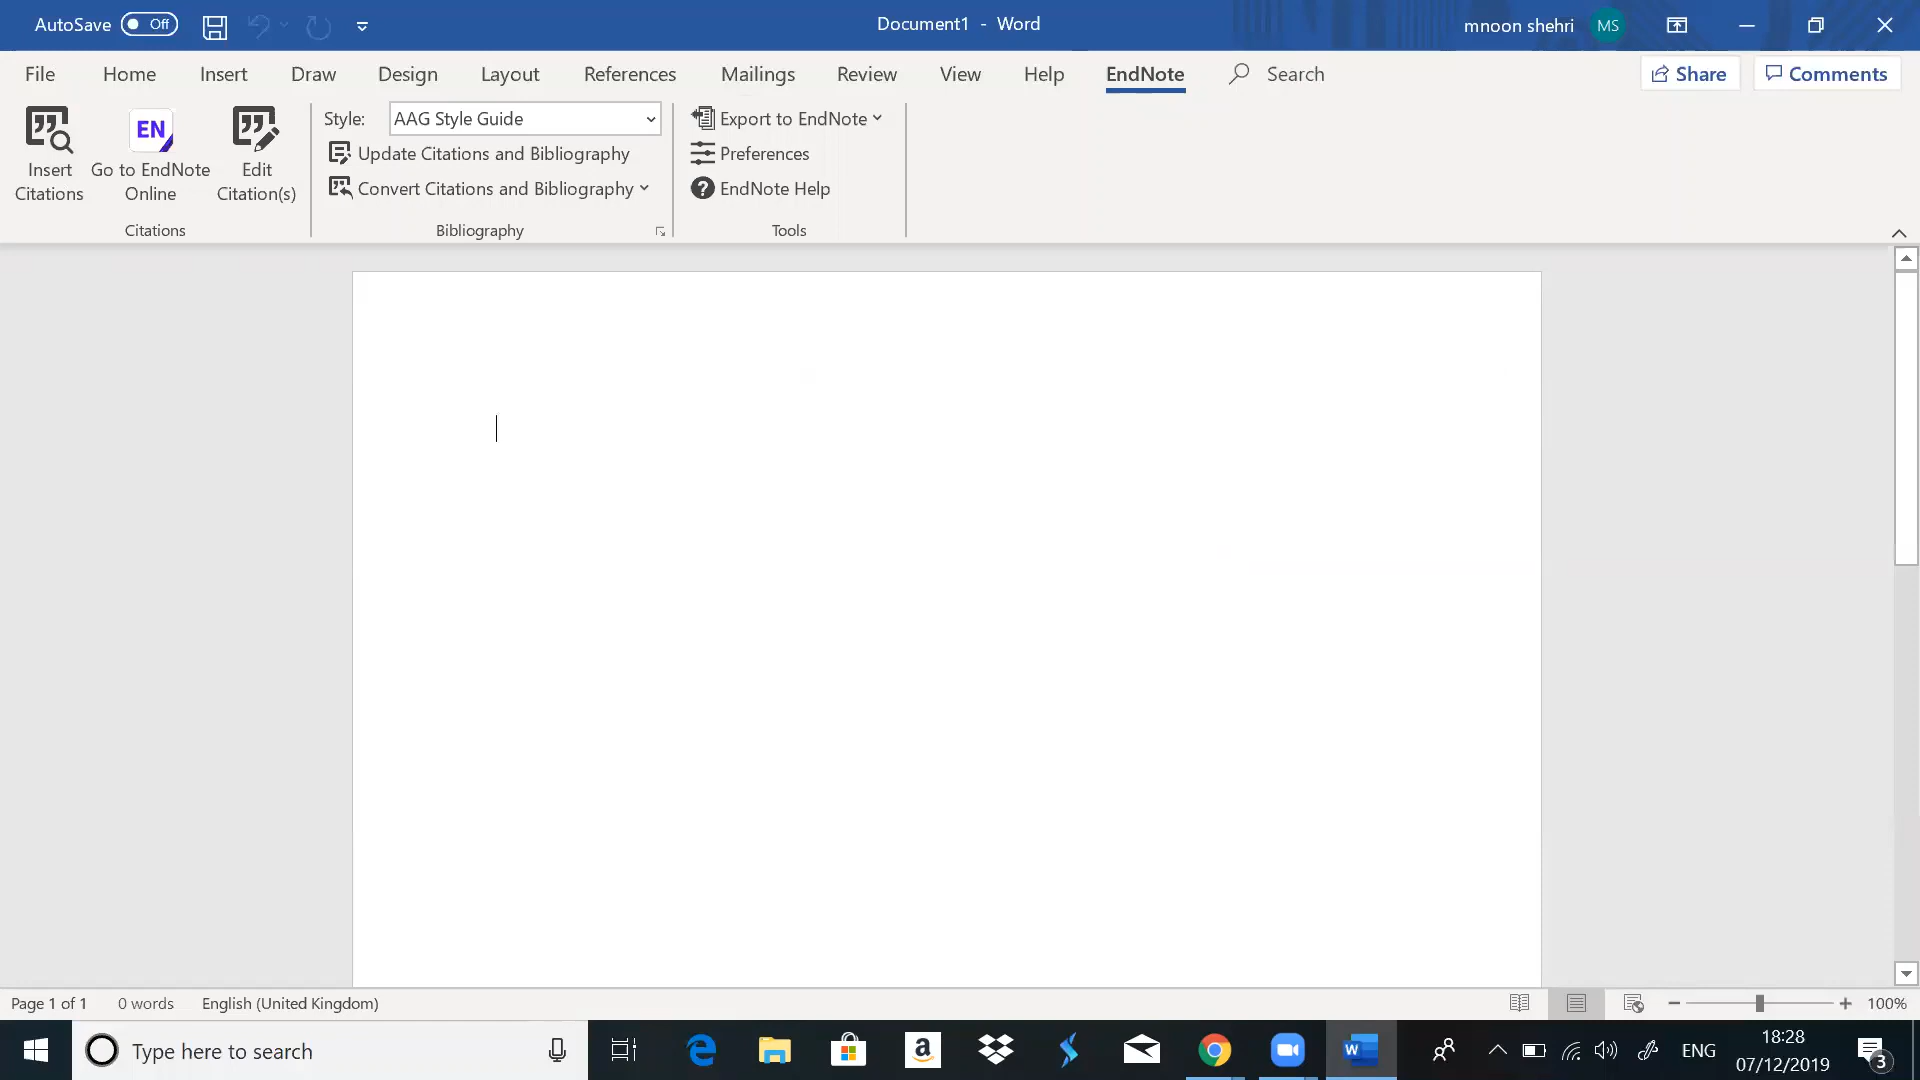 AutoSave Off
Document1 - Word
mnoon shehri MS
File Home Insert Draw Design Layout References Mailings Review View Help EndNote Search
Share Comments
Insert
Citations
EN
Go to EndNote
Online
Edit
Citation(s)
Citations
Style: AAG Style Guide
Update Citations and Bibliography
Convert Citations and Bibliography
Bibliography
Export to EndNote
Preferences
EndNote Help
Tools
Page 1 of 1 0 words English (United Kingdom)
100%
Type here to search
ENG
18:28
07/12/2019
3